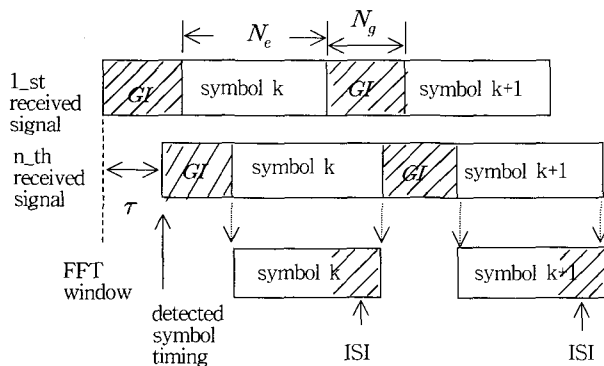 N_e
N_g
1_st
received
signal
GI
symbol k
GI
symbol k+1
n_th
received
signal
GI
symbol k
GI
symbol k+1
τ
FFT
window
detected
symbol
timing
symbol k
ISI
symbol k+1
ISI